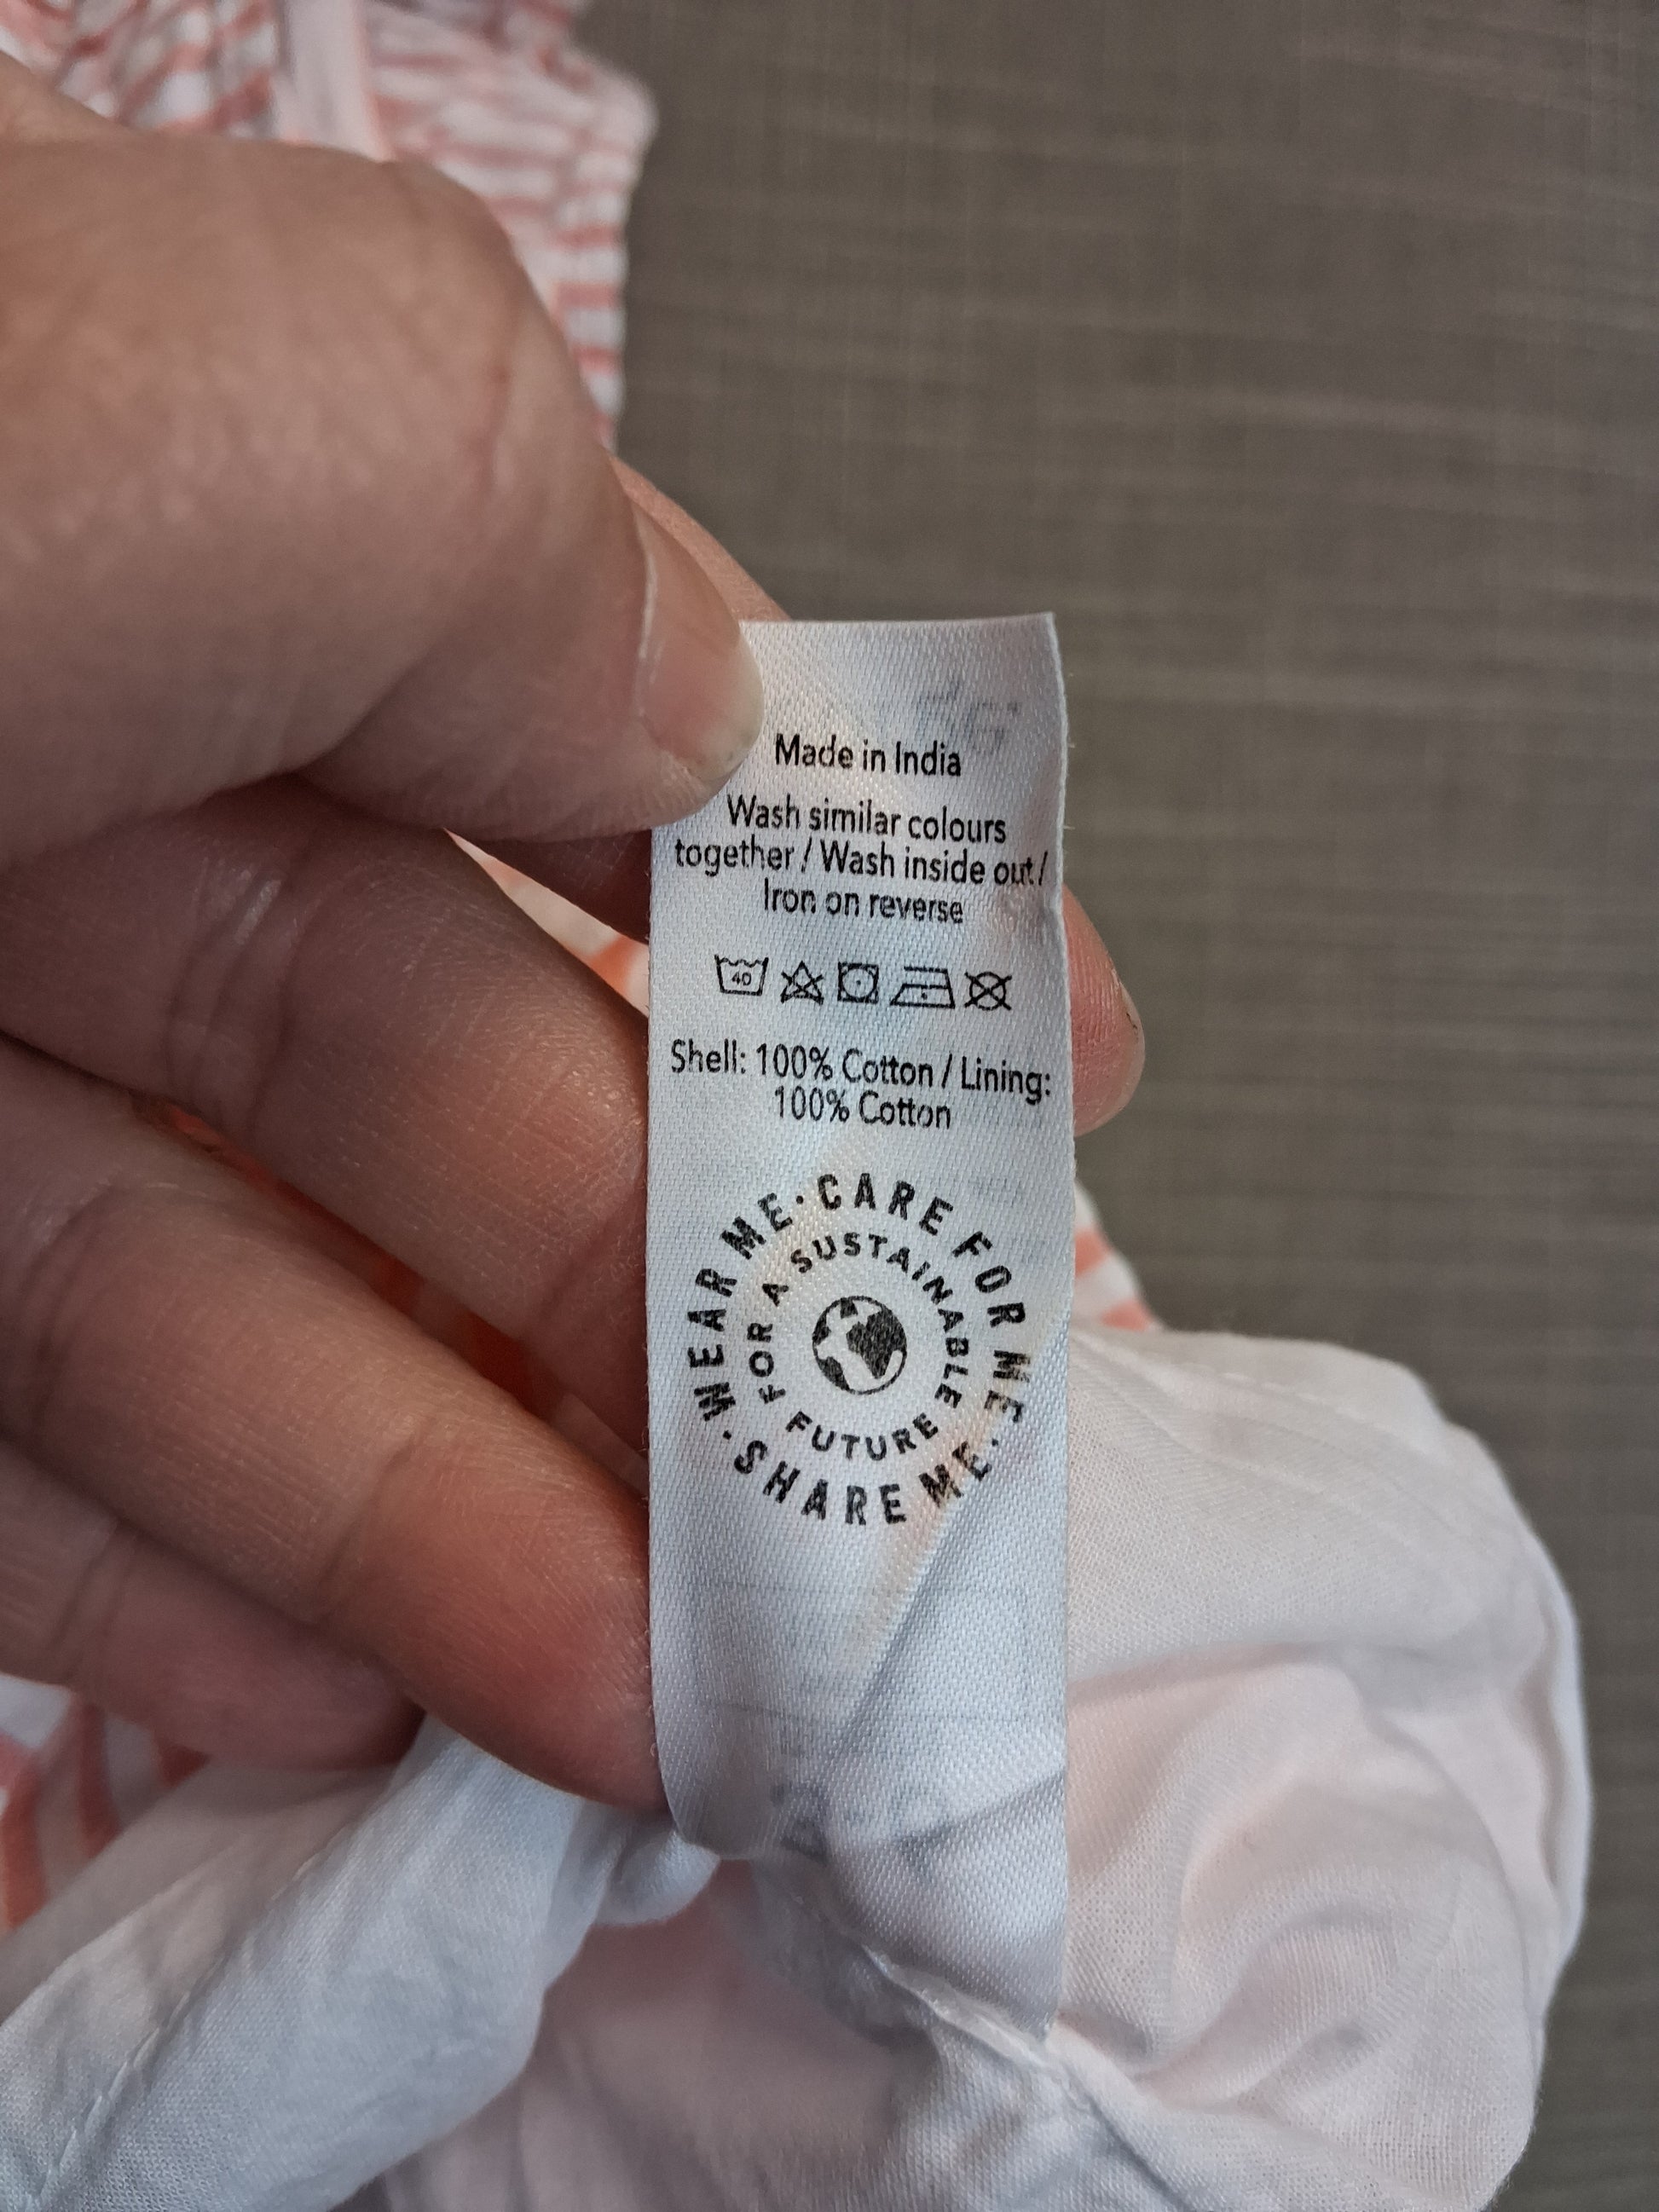 Made in India
Wash similar colours
together / Wash inside out /
Iron on reverse
40
Shell: 100% Cotton / Lining:
100% Cotton
WEAR ME · CARE FOR ME · SHARE ME ·
FOR A SUSTAINABLE FUTURE